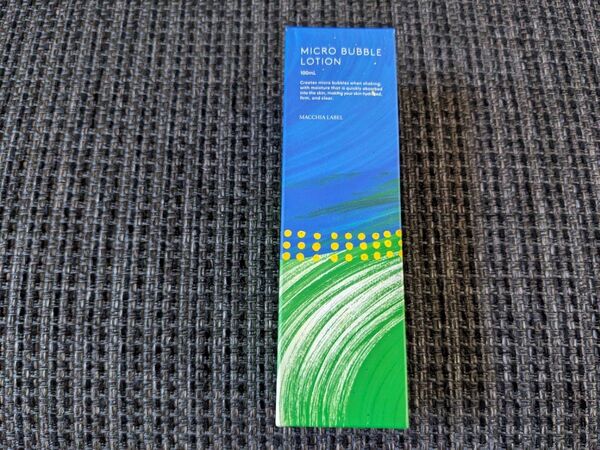 MICRO BUBBLE
LOTION
100mL
Creates micro bubbles when shaking,
with moisture that is quickly absorbed
into the skin, making your skin hydrated,
firm, and clear.
MACCHIA LABEL